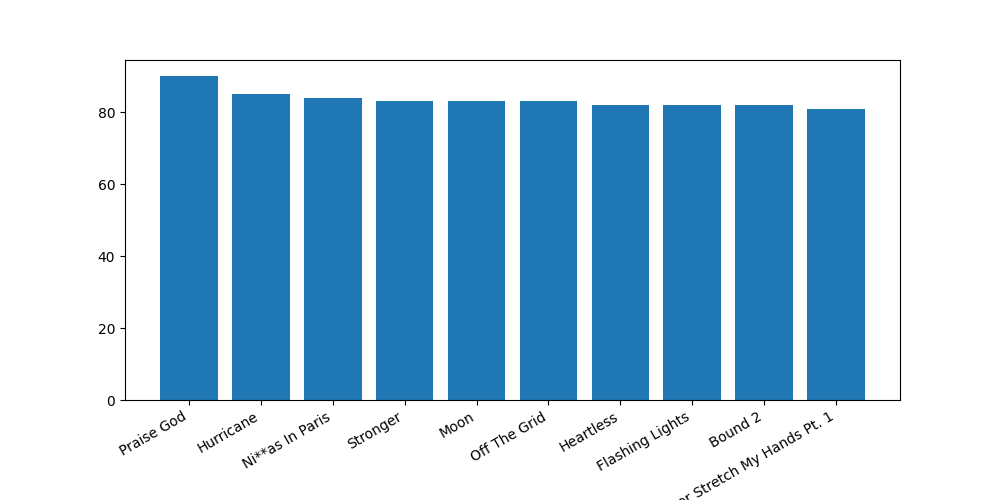 80
60
40
20
0
Praise God
Hurricane
Ni**as In Paris
Stronger
Moon
Off The Grid
Heartless
Flashing Lights
Bound 2
Stretch My Hands Pt. 1